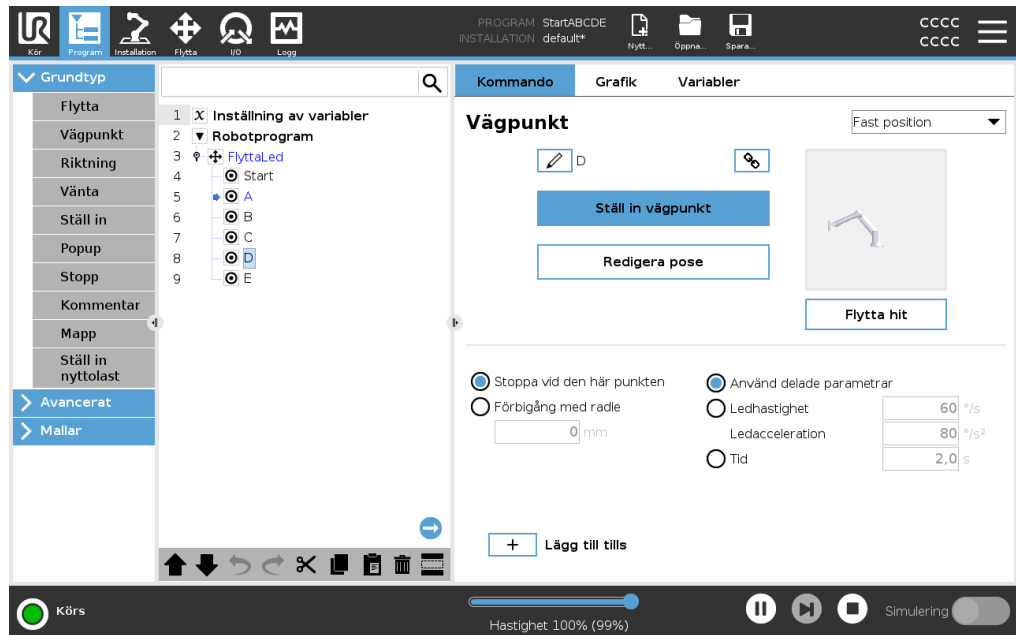 UR
PROGRAM StartABCDE
INSTALLATION default*
CCCC
CCCC
Kör Program Installation Flytta I/O Logg Nytt... Öppna... Spara...
Grundtyp
Flytta
Vägpunkt
Riktning
Vänta
Ställ in
Popup
Stopp
Kommentar
Mapp
Ställ in
nyttolast
Avancerat
Mallar
1 X Inställning av variabler
2 Robotprogram
3 FlyttaLed
4 Start
5 A
6 B
7 C
8 D
9 E
Kommando Grafik Variabler
Vägpunkt
Fast position
D
Ställ in vägpunkt
Redigera pose
Flytta hit
Stoppa vid den här punkten
Förbigång med radie
0 mm
Använd delade parametrar
Ledhastighet 60 °/s
Ledacceleration 80 °/s²
Tid 2,0 s
+ Lägg till tills
Körs
Hastighet 100% (99%)
Simulering